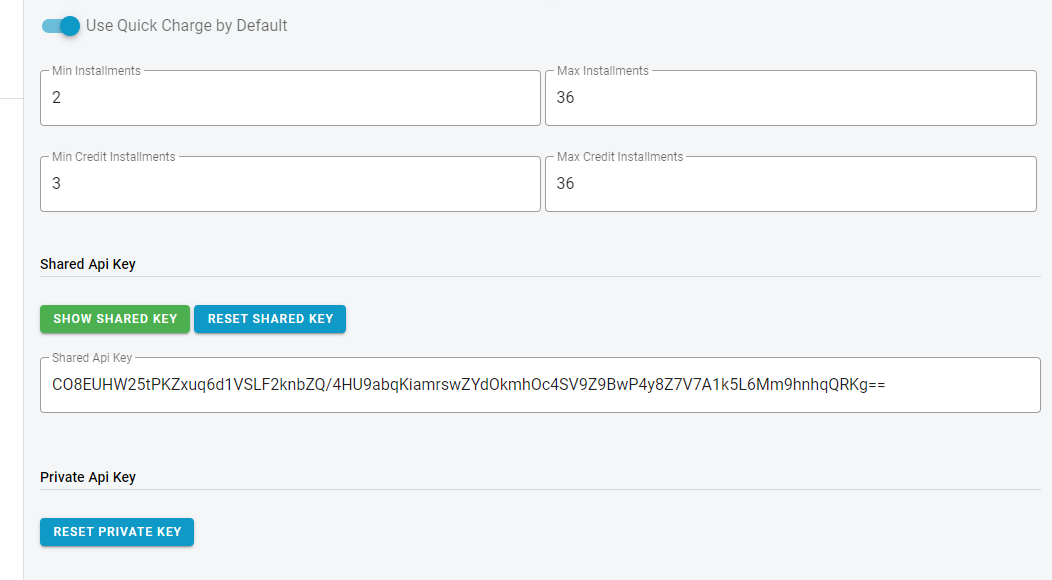 Use Quick Charge by Default
Min Installments
2
Max Installments
36
Min Credit Installments
3
Max Credit Installments
36
Shared Api Key
SHOW SHARED KEY
RESET SHARED KEY
Shared Api Key
CO8EUHW25tPKZxuq6d1VSLF2knbZQ/4HU9abqKiamrswZYdOkmhOc4SV9Z9BwP4y8Z7V7A1k5L6Mm9hnhqQRKg==
Private Api Key
RESET PRIVATE KEY